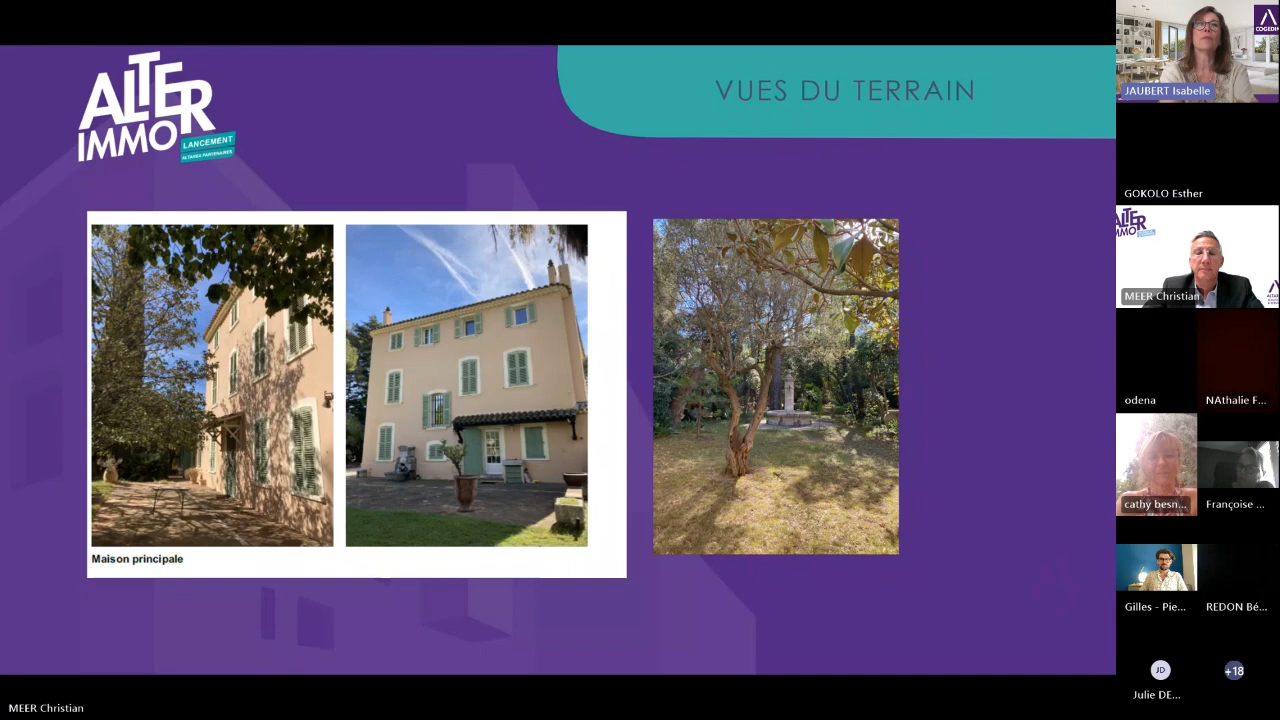 ALTER
IMMO
LANCEMENT
ALTAREA PARTENAIRES
VUES DU TERRAIN
Maison principale
MEER Christian
COGEDIM
JAUBERT Isabelle
GOKOLO Esther
ALTER
IMMO
MEER Christian
odena
NAthalie F...
cathy besn...
Françoise ...
Gilles - Pie...
REDON Bé...
JD
+18
Julie DE...